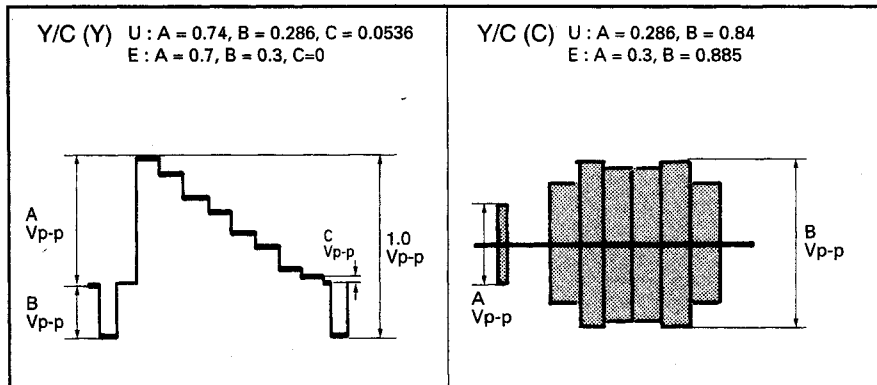 Y/C (Y) U : A = 0.74, B = 0.286, C = 0.0536
E : A = 0.7, B = 0.3, C=0
A
Vp-p
B
Vp-p
C
Vp-p
1.0
Vp-p
Y/C (C) U : A = 0.286, B = 0.84
E : A = 0.3, B = 0.885
A
Vp-p
B
Vp-p